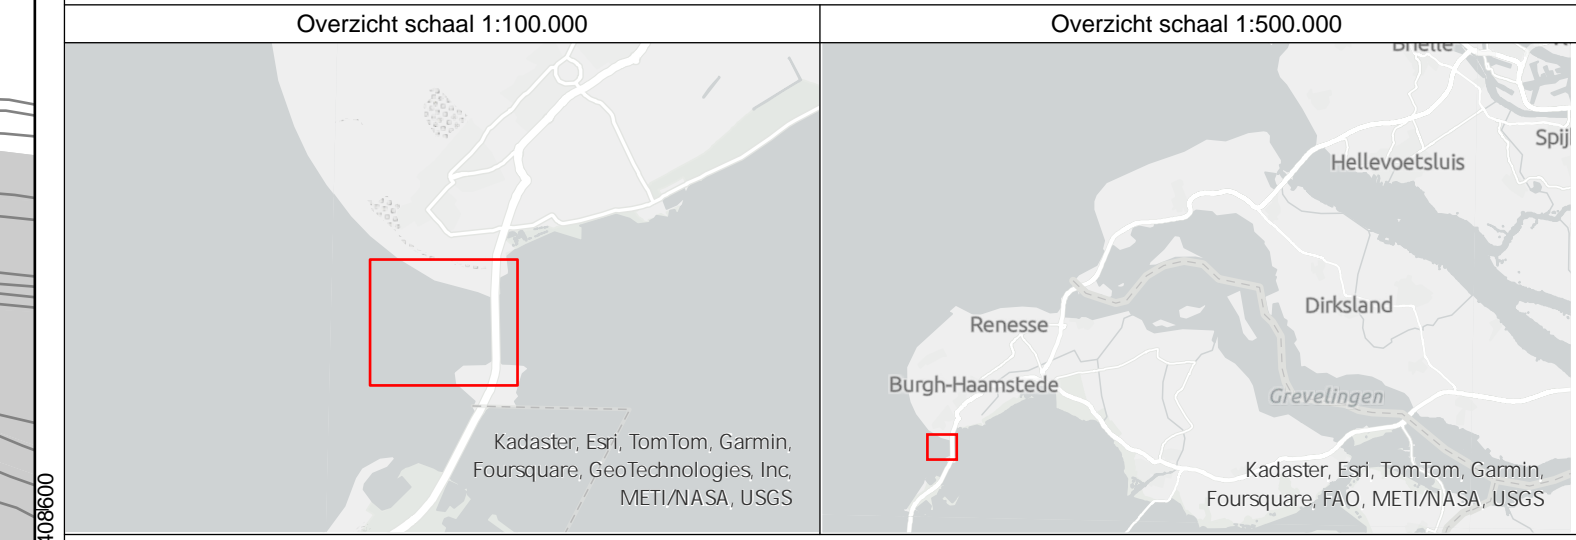 Overzicht schaal 1:100.000
Overzicht schaal 1:500.000
Brielle
Hellevoetsluis
Dirksland
Renesse
Burgh-Haamstede
Grevelingen
Kadaster, Esri, TomTom, Garmin,
Foursquare, GeoTechnologies, Inc,
METI/NASA, USGS
Kadaster, Esri, TomTom, Garmin,
Foursquare, FAO, METI/NASA, USGS
408600